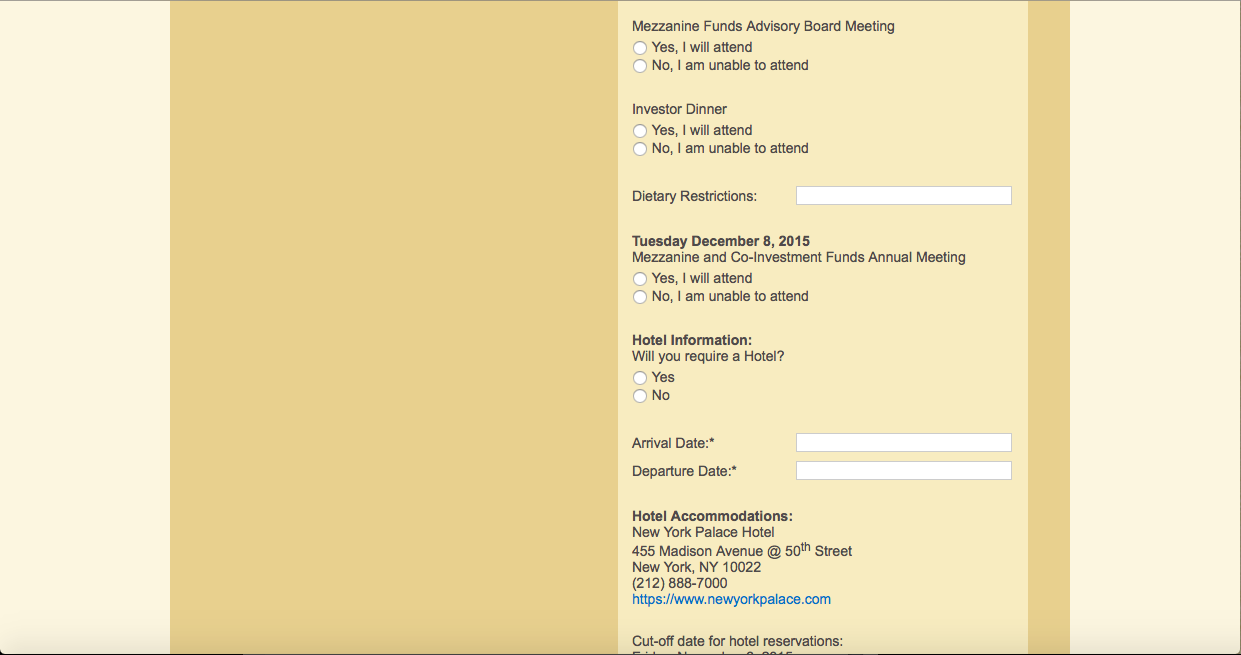 Mezzanine Funds Advisory Board Meeting
Yes, I will attend
No, I am unable to attend
Investor Dinner
Yes, I will attend
No, I am unable to attend
Dietary Restrictions:
Tuesday December 8, 2015
Mezzanine and Co-Investment Funds Annual Meeting
Yes, I will attend
No, I am unable to attend
Hotel Information:
Will you require a Hotel?
Yes
No
Arrival Date:*
Departure Date:*
Hotel Accommodations:
New York Palace Hotel
455 Madison Avenue @ 50th Street
New York, NY 10022
(212) 888-7000
https://www.newyorkpalace.com
Cut-off date for hotel reservations: